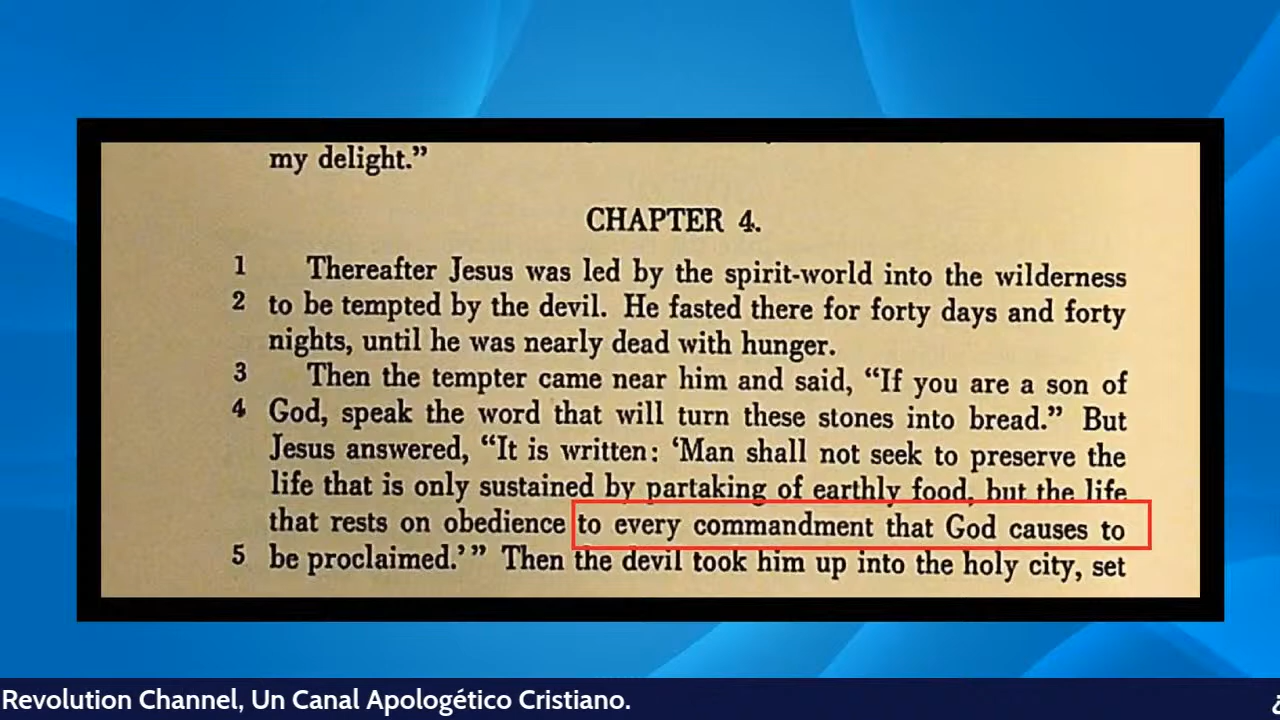 my delight.”
CHAPTER 4.
1 Thereafter Jesus was led by the spirit-world into the wilderness
2 to be tempted by the devil. He fasted there for forty days and forty
nights, until he was nearly dead with hunger.
3 Then the tempter came near him and said, “If you are a son of
4 God, speak the word that will turn these stones into bread.” But
Jesus answered, “It is written: ‘Man shall not seek to preserve the
life that is only sustained by partaking of earthly food, but the life
that rests on obedience to every commandment that God causes to
5 be proclaimed.’” Then the devil took him up into the holy city, set
Revolution Channel, Un Canal Apologético Cristiano. ¿